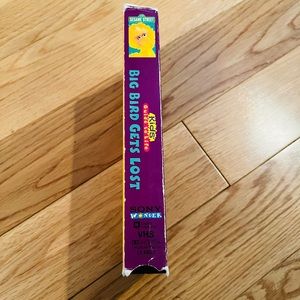 SESAME STREET
Kids'
Guide to Life
BIG BIRD GETS LOST
SONY
WONDER
VHS